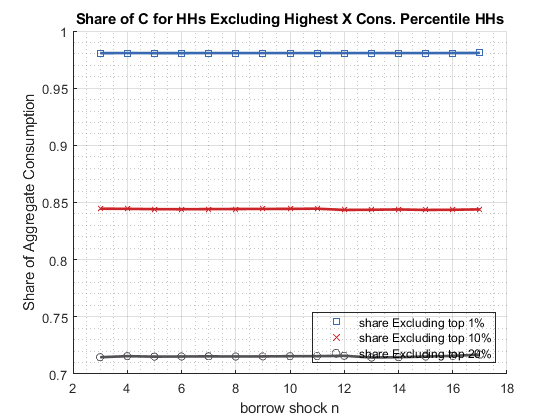 Share of C for HHs Excluding Highest X Cons. Percentile HHs
1
0.95
0.9
0.85
0.8
0.75
0.7
Share of Aggregate Consumption
share Excluding top 1%
share Excluding top 10%
share Excluding top 20%
2 4 6 8 10 12 14 16 18
borrow shock n